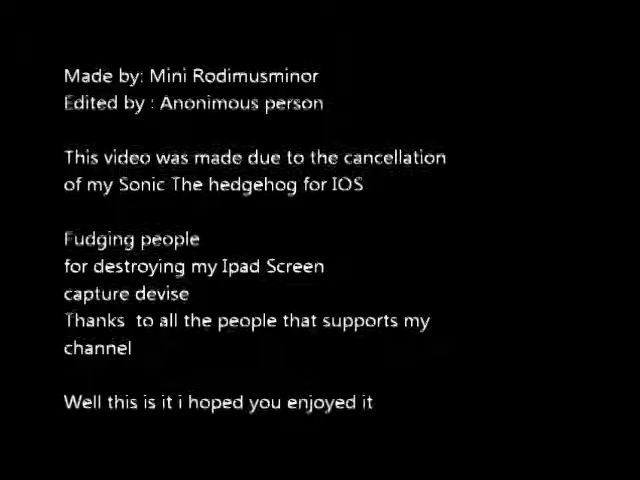 Made by: Mini Rodimusminor
Edited by : Anonimous person
This video was made due to the cancellation
of my Sonic The hedgehog for IOS
Fudging people
for destroying my Ipad Screen
capture devise
Thanks  to all the people that supports my
channel
Well this is it i hoped you enjoyed it